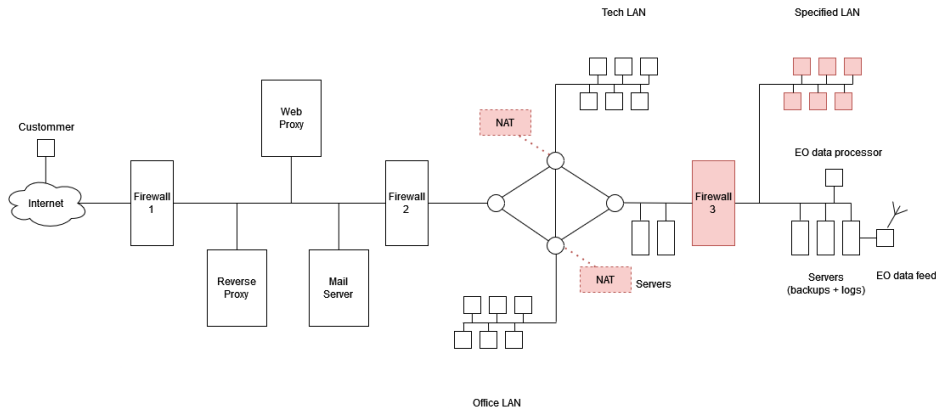 Tech LAN
Specified LAN
Web
Proxy
NAT
Custommer
EO data processor
Internet
Firewall
1
Firewall
2
Firewall
3
Reverse
Proxy
Mail
Server
NAT
Servers
Servers
(backups + logs)
EO data feed
Office LAN